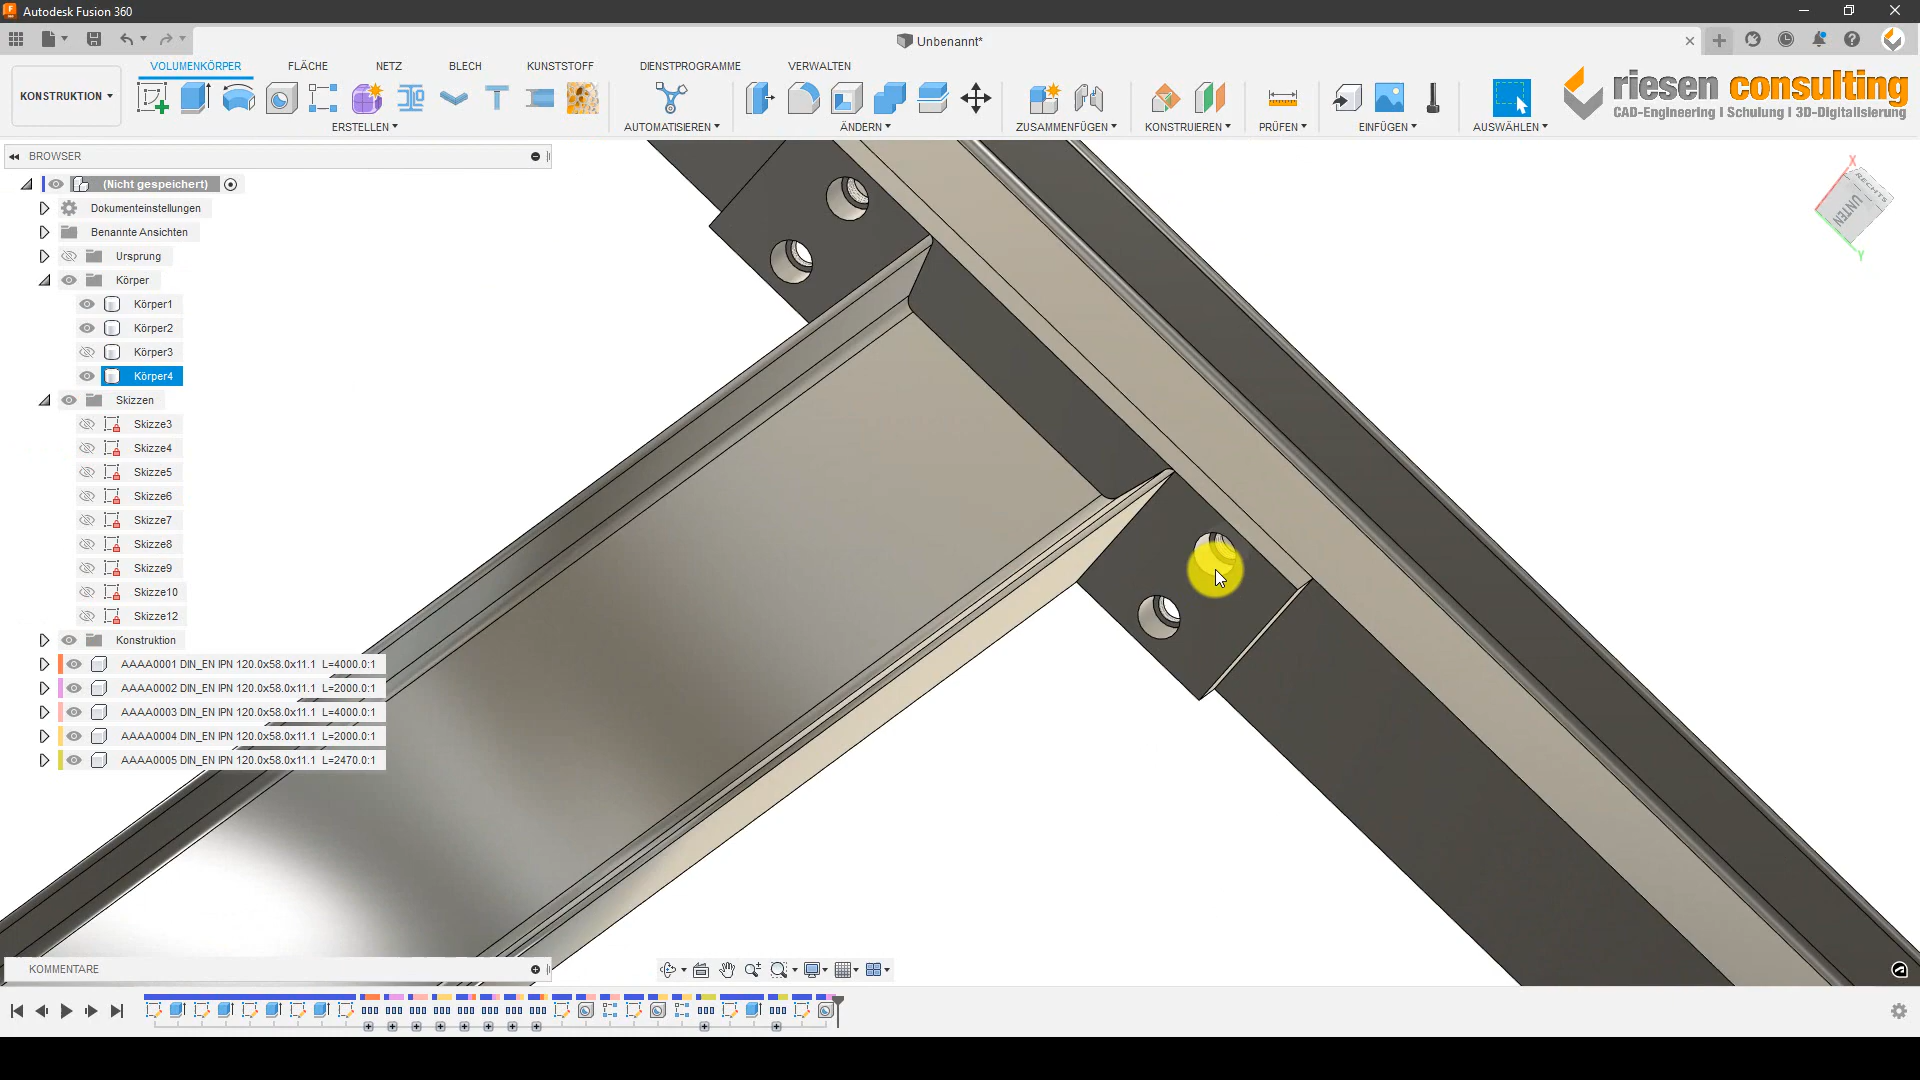 Autodesk Fusion 360
Unbenannt*
VOLUMENKÖRPER
FLÄCHE
NETZ
BLECH
KUNSTSTOFF
DIENSTPROGRAMME
VERWALTEN
KONSTRUKTION
ERSTELLEN
AUTOMATISIEREN
ÄNDERN
ZUSAMMENFÜGEN
KONSTRUIEREN
PRÜFEN
EINFÜGEN
AUSWÄHLEN
riesen consulting
CAD-Engineering I Schulung I 3D-Digitalisierung
BROWSER
(Nicht gespeichert)
Dokumenteinstellungen
Benannte Ansichten
Ursprung
Körper
Körper1
Körper2
Körper3
Körper4
Skizzen
Skizze3
Skizze4
Skizze5
Skizze6
Skizze7
Skizze8
Skizze9
Skizze10
Skizze12
Konstruktion
AAAA0001 DIN_EN IPN 120.0x58.0x11.1 L=4000.0:1
AAAA0002 DIN_EN IPN 120.0x58.0x11.1 L=2000.0:1
AAAA0003 DIN_EN IPN 120.0x58.0x11.1 L=4000.0:1
AAAA0004 DIN_EN IPN 120.0x58.0x11.1 L=2000.0:1
AAAA0005 DIN_EN IPN 120.0x58.0x11.1 L=2470.0:1
X
RECHTS
UNTEN
Y
KOMMENTARE